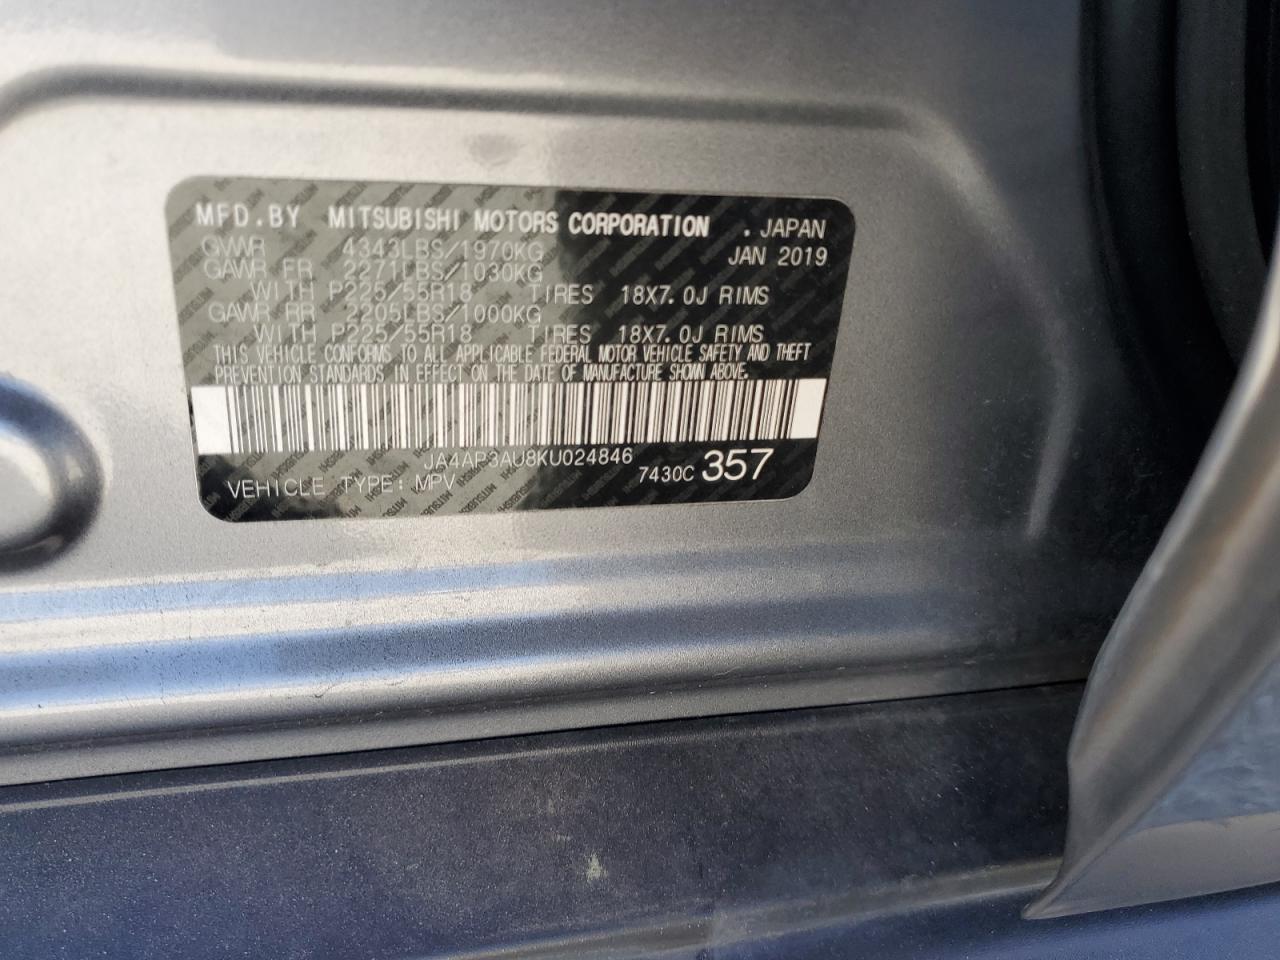 MFD.BY MITSUBISHI MOTORS CORPORATION . JAPAN
GVWR 4343LBS/1970KG JAN 2019
GAWR FR 2271LBS/1030KG
WITH P225/55R18 TIRES 18X7.0J RIMS
GAWR RR 2205LBS/1000KG
WITH P225/55R18 TIRES 18X7.0J RIMS
THIS VEHICLE CONFORMS TO ALL APPLICABLE FEDERAL MOTOR VEHICLE SAFETY AND THEFT
PREVENTION STANDARDS IN EFFECT ON THE DATE OF MANUFACTURE SHOWN ABOVE.
JA4AP3AU8KU024846
VEHICLE TYPE: MPV 7430C 357